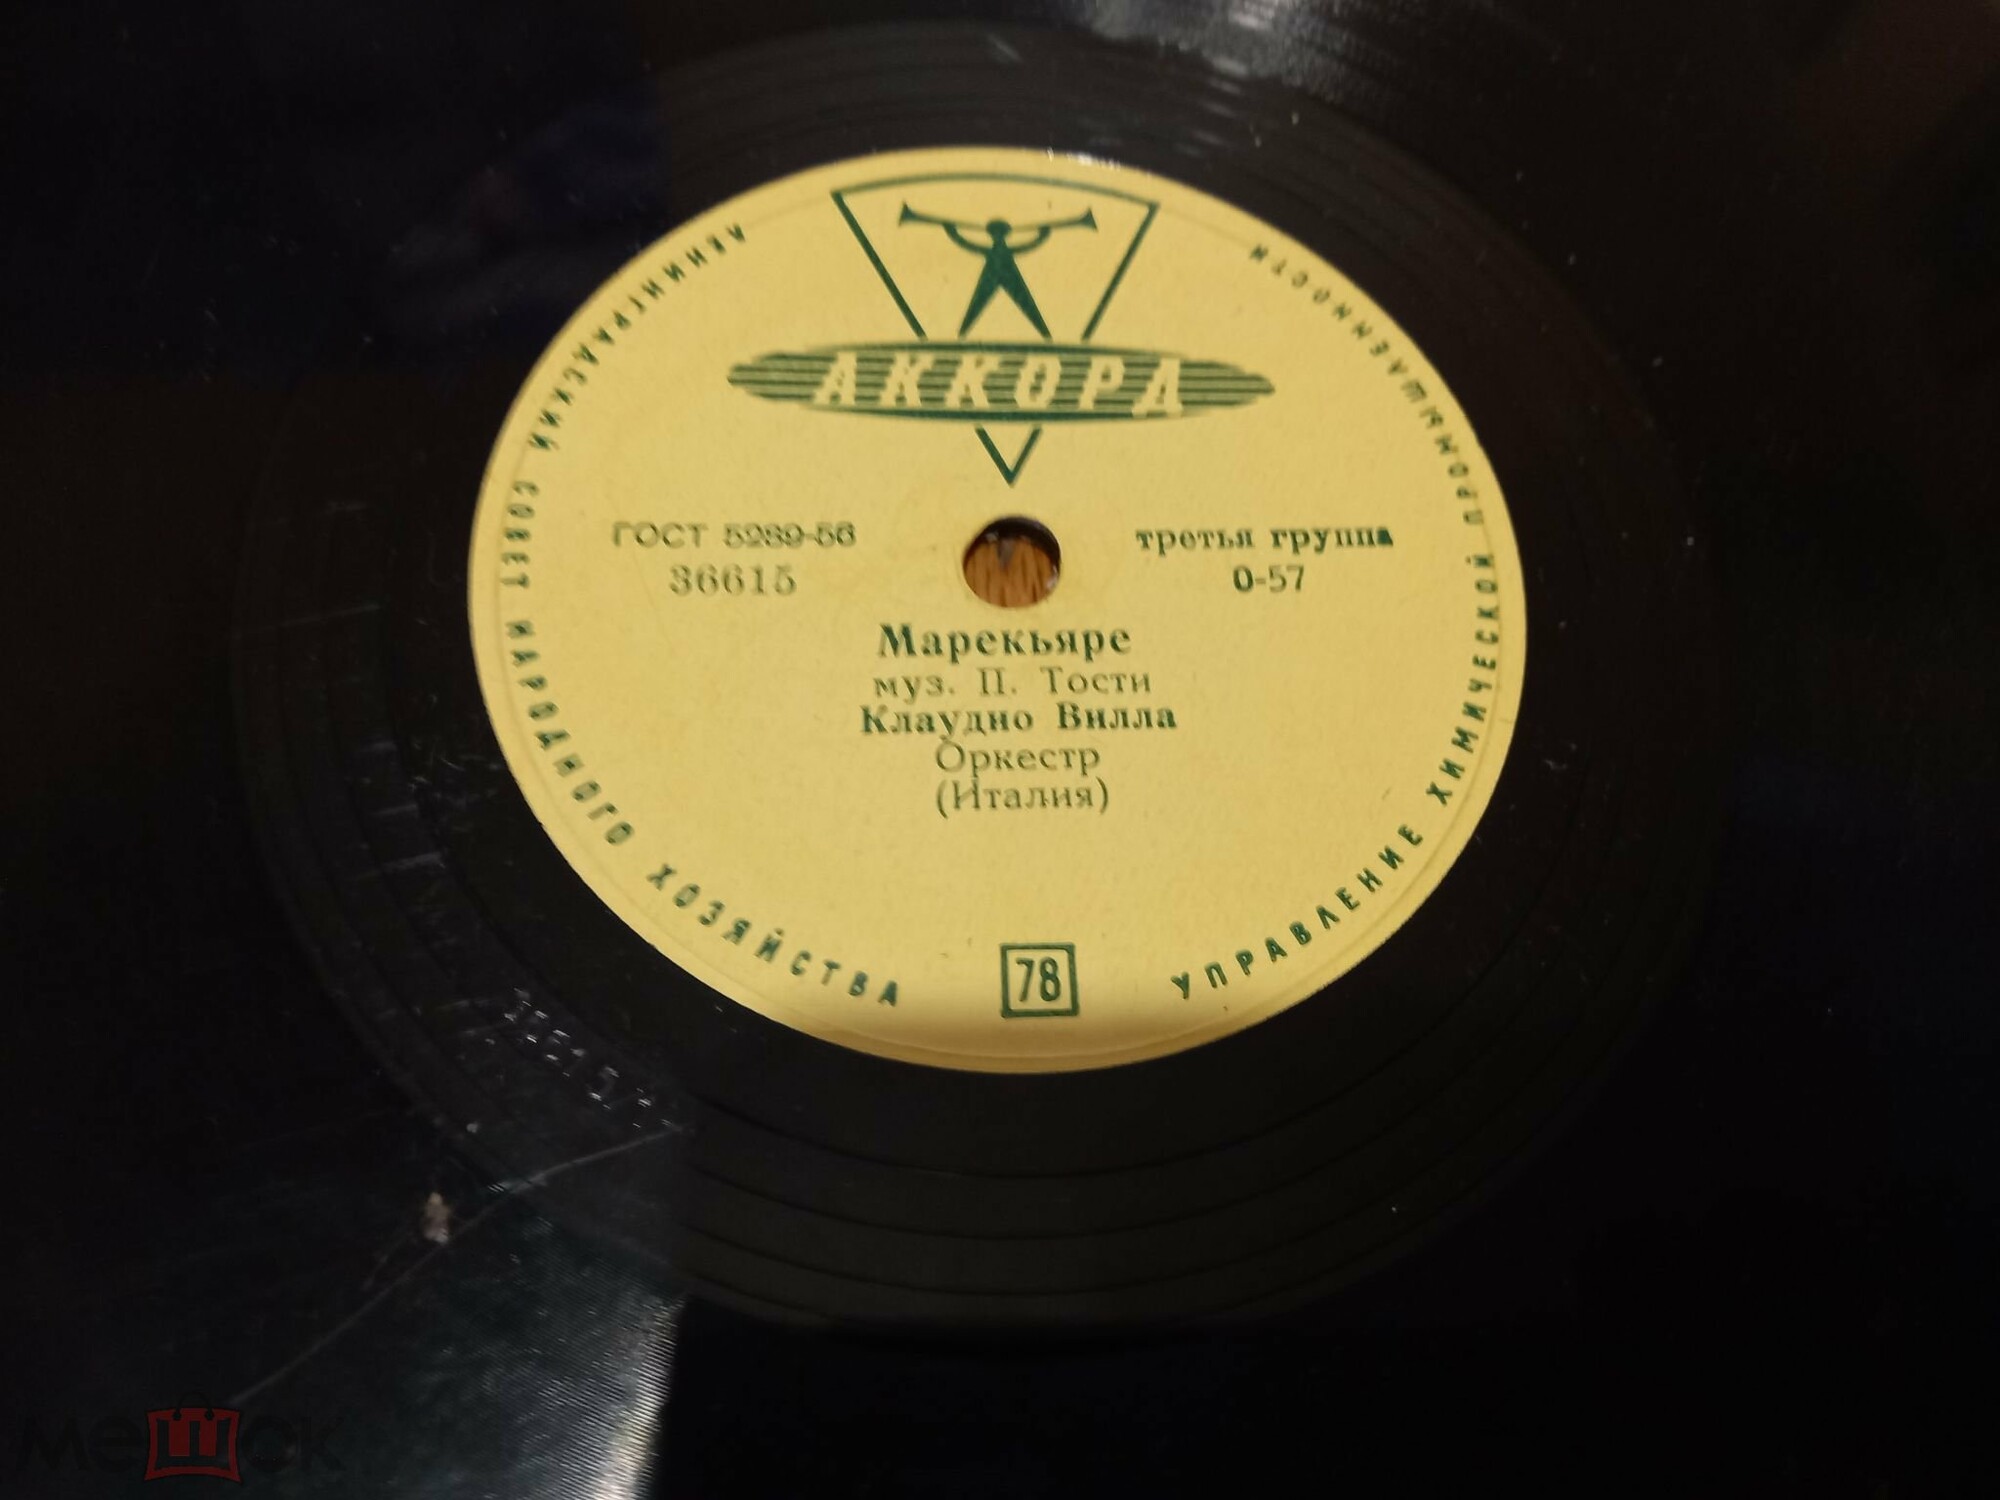 АККОРД
ЛЕНИНГРАДСКИЙ СОВЕТ НАРОДНОГО ХОЗЯЙСТВА
УПРАВЛЕНИЕ ХИМИЧЕСКОЙ ПРОМЫШЛЕННОСТИ
ГОСТ 5289-56
третья группа
36615
0-57
Марекьяре
муз. П. Тости
Клаудио Вилла
Оркестр
(Италия)
78
мешок